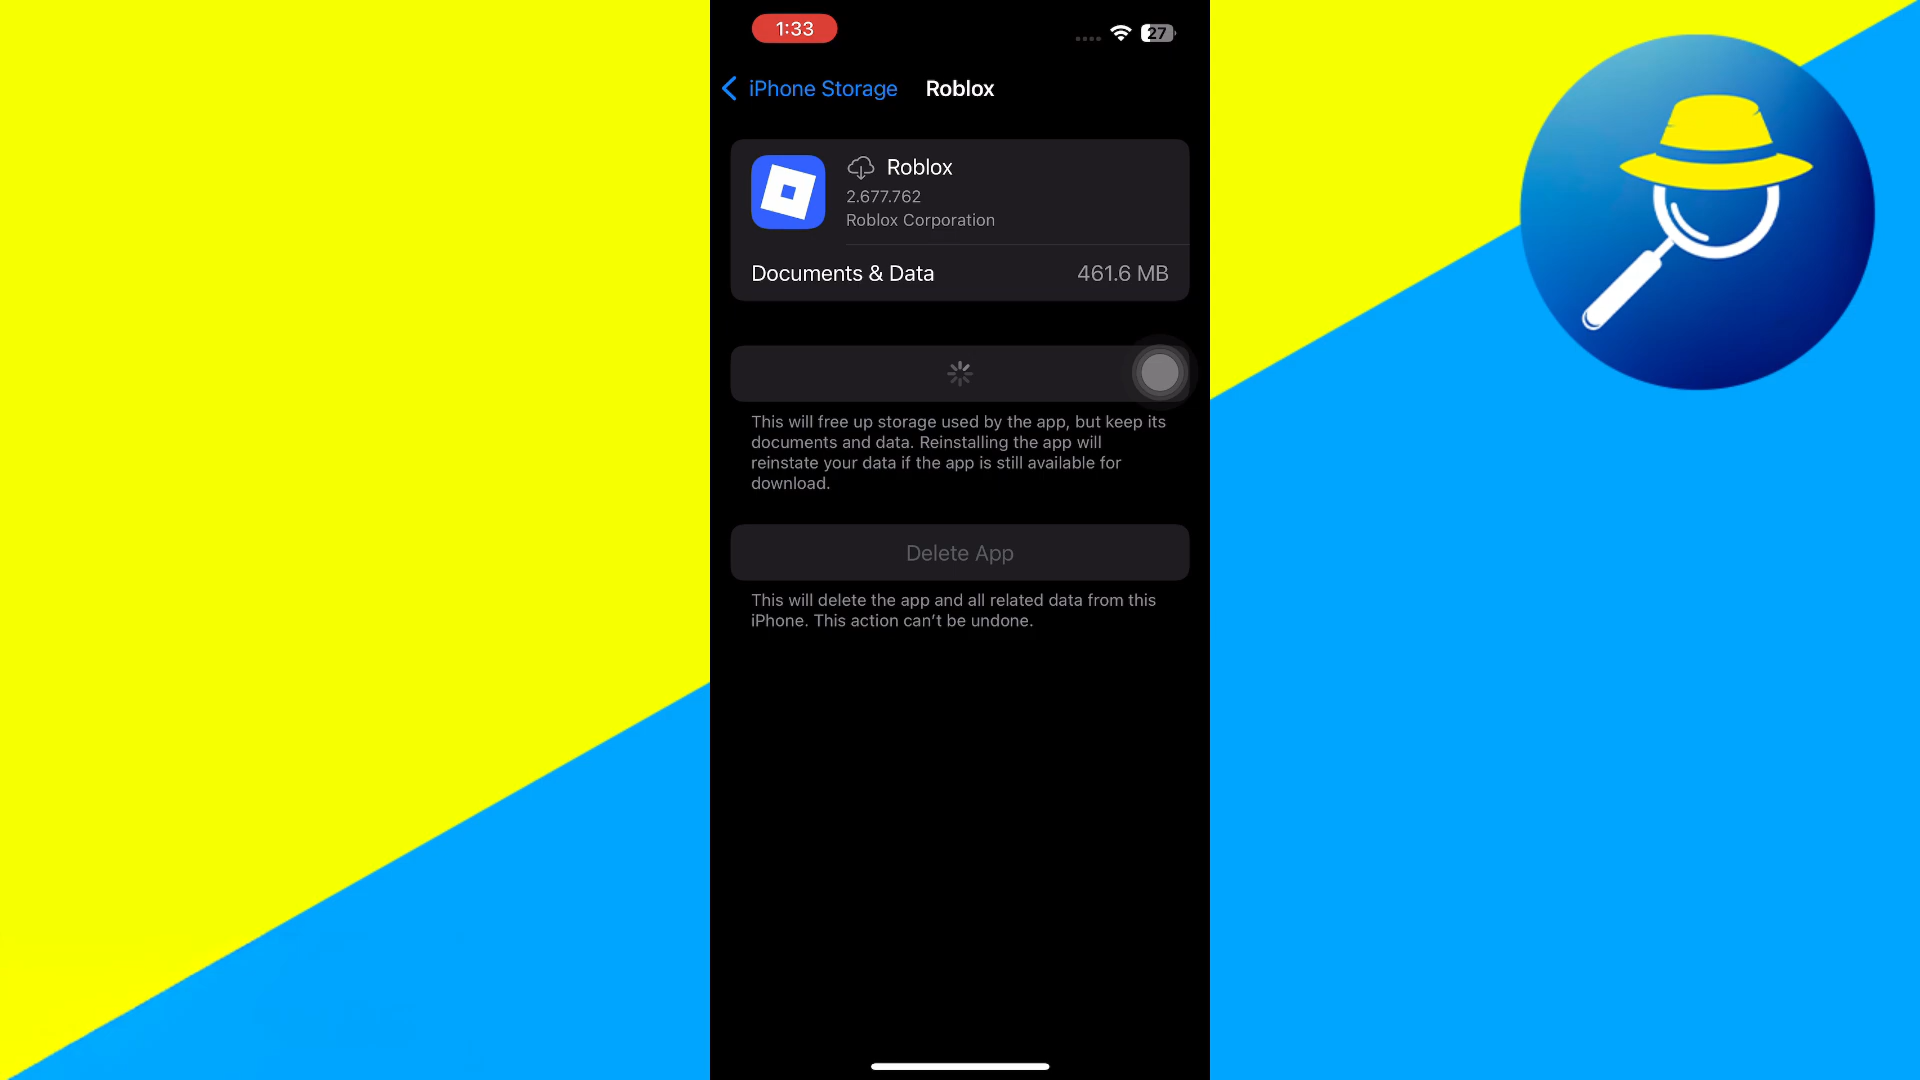 1:33
27
iPhone Storage
Roblox
Roblox
2.677.762
Roblox Corporation
Documents & Data
461.6 MB
This will free up storage used by the app, but keep its
documents and data. Reinstalling the app will
reinstate your data if the app is still available for
download.
Delete App
This will delete the app and all related data from this
iPhone. This action can’t be undone.